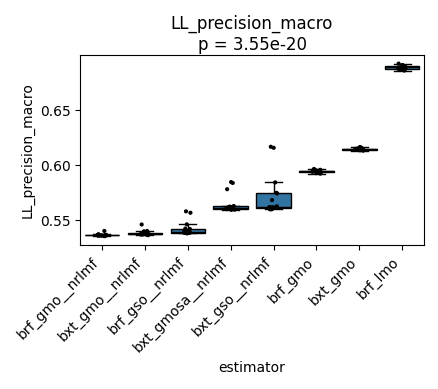 LL_precision_macro
p = 3.55e-20
LL_precision_macro
0.65
0.60
0.55
brf_gmo__nrlmf
bxt_gmo__nrlmf
brf_gso__nrlmf
bxt_gmosa__nrlmf
bxt_gso__nrlmf
brf_gmo
bxt_gmo
brf_lmo
estimator